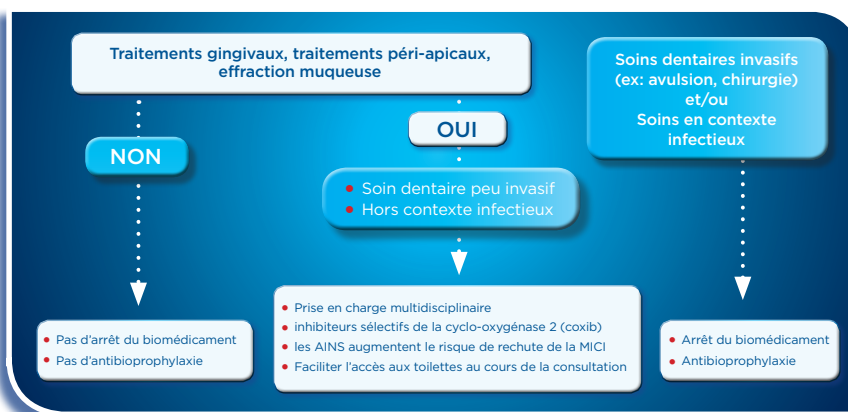 Traitements gingivaux, traitements péri-apicaux,
effraction muqueuse
NON
OUI
• Soin dentaire peu invasif
• Hors contexte infectieux
Soins dentaires invasifs
(ex: avulsion, chirurgie)
et/ou
Soins en contexte
infectieux
• Pas d'arrêt du biomédicament
• Pas d'antibioprophylaxie
• Prise en charge multidisciplinaire
• inhibiteurs sélectifs de la cyclo-oxygénase 2 (coxib)
• les AINS augmentent le risque de rechute de la MICI
• Faciliter l'accès aux toilettes au cours de la consultation
• Arrêt du biomédicament
• Antibioprophylaxie